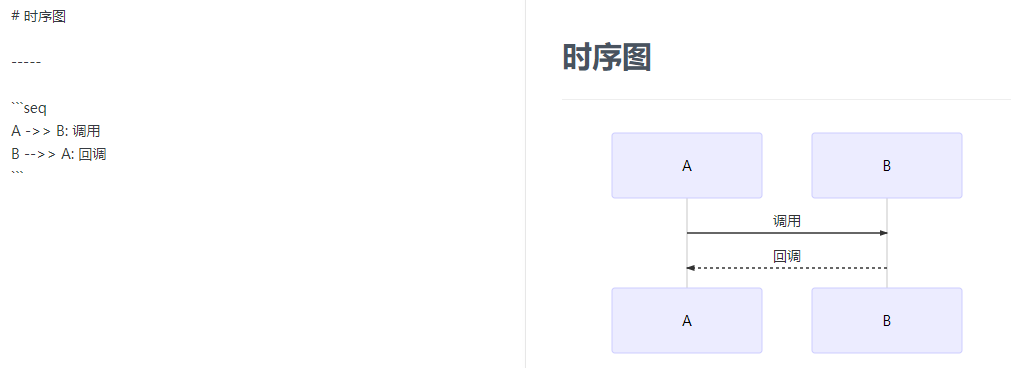 # 时序图
-----
```seq
A ->> B: 调用
B -->> A: 回调
```
时序图
A
B
调用
回调
A
B